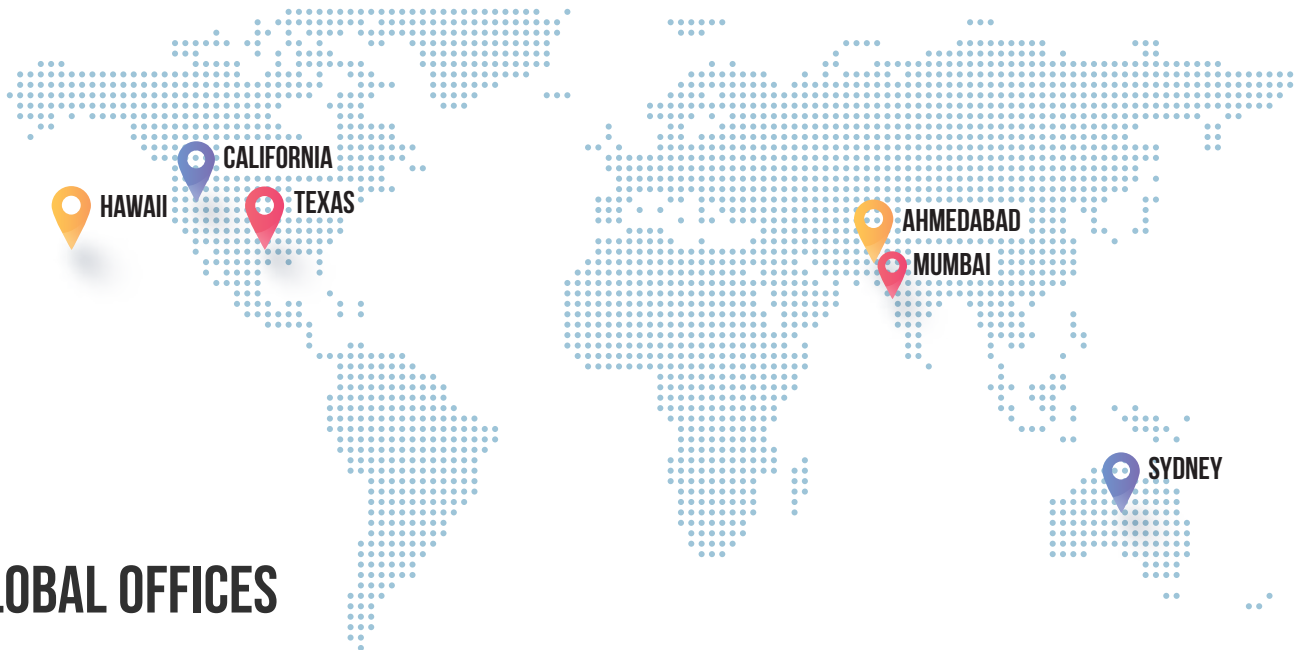 CALIFORNIA
HAWAII
TEXAS
AHMEDABAD
MUMBAI
SYDNEY
LOBAL OFFICES